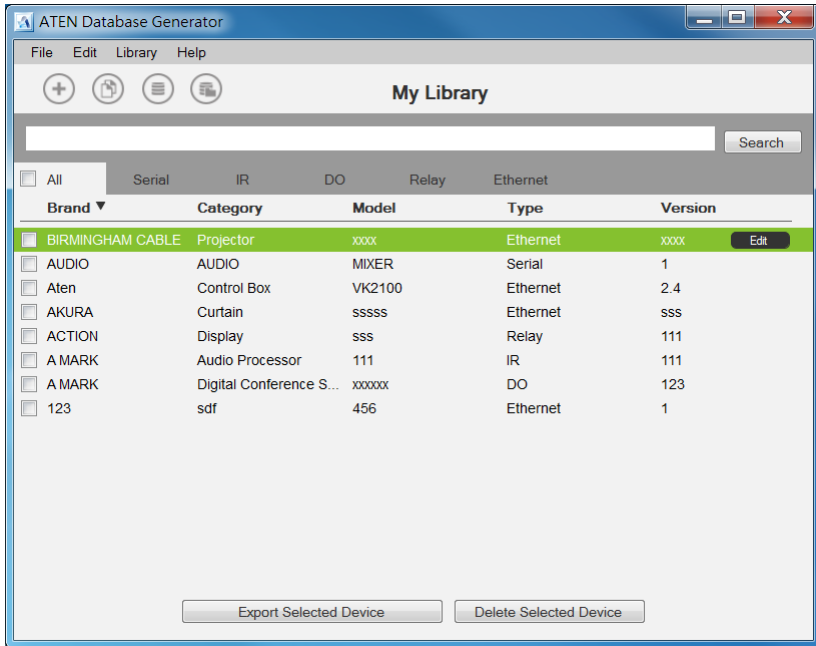 ATEN Database Generator
File Edit Library Help
My Library
Search
All Serial IR DO Relay Ethernet
Brand ▼ Category Model Type Version
BIRMINGHAM CABLE Projector xxxx Ethernet xxxx Edit
AUDIO AUDIO MIXER Serial 1
Aten Control Box VK2100 Ethernet 2.4
AKURA Curtain sssss Ethernet sss
ACTION Display sss Relay 111
A MARK Audio Processor 111 IR 111
A MARK Digital Conference S... xxxxxx DO 123
123 sdf 456 Ethernet 1
Export Selected Device Delete Selected Device